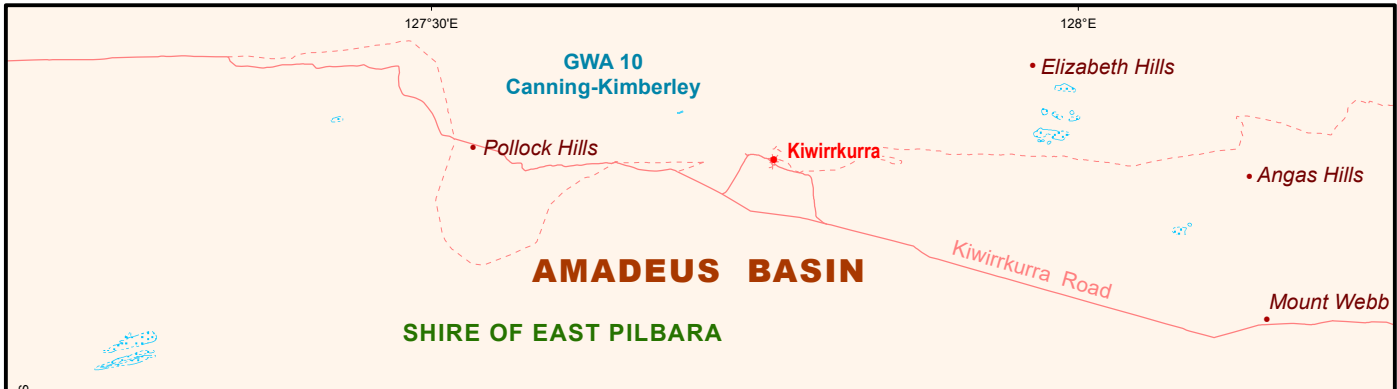 127°30'E
128°E
GWA 10
Canning-Kimberley
Elizabeth Hills
Pollock Hills
Kiwirrkurra
Angas Hills
AMADEUS BASIN
Kiwirrkurra Road
Mount Webb
SHIRE OF EAST PILBARA